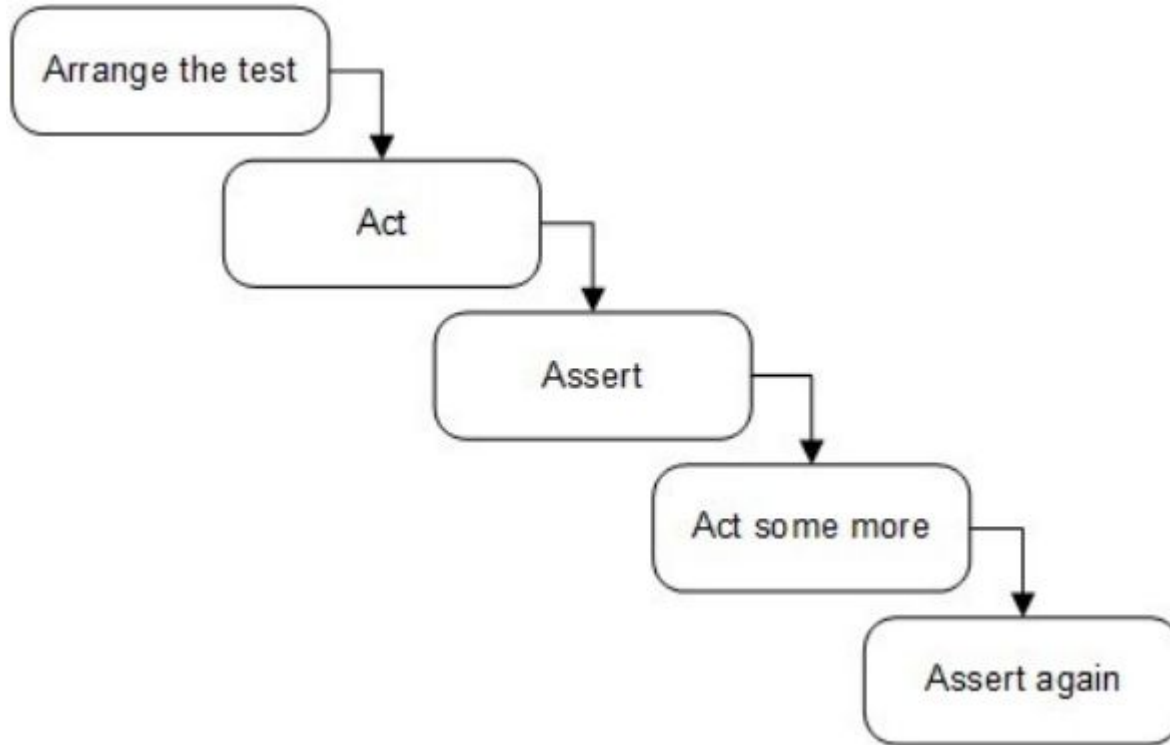 Arrange the test
Act
Assert
Act some more
Assert again